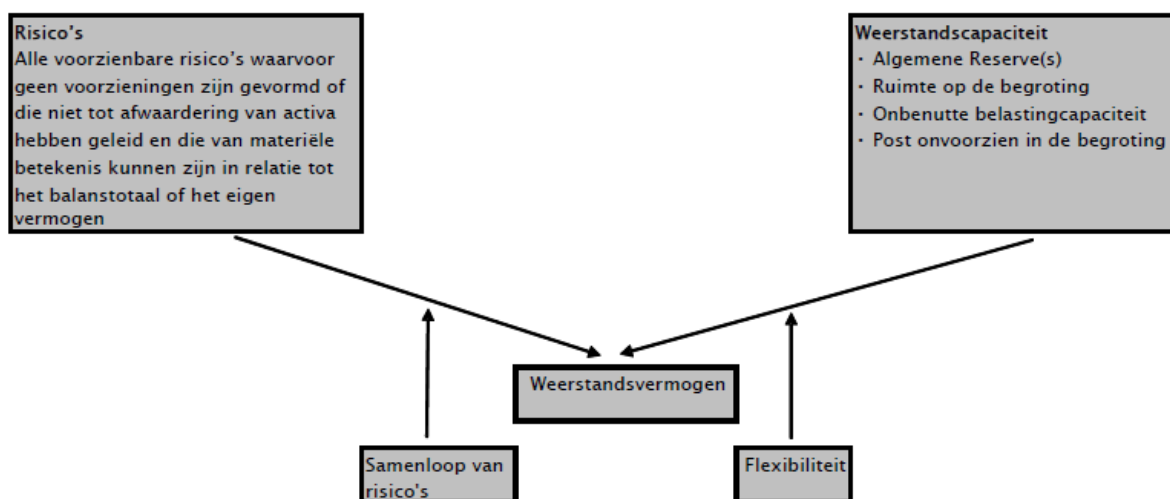 Risico's
Alle voorzienbare risico's waarvoor
geen voorzieningen zijn gevormd of
die niet tot afwaardering van activa
hebben geleid en die van materiële
betekenis kunnen zijn in relatie tot
het balanstotaal of het eigen
vermogen
Weerstandscapaciteit
· Algemene Reserve(s)
· Ruimte op de begroting
· Onbenutte belastingcapaciteit
· Post onvoorzien in de begroting
Weerstandsvermogen
Samenloop van
risico's
Flexibiliteit